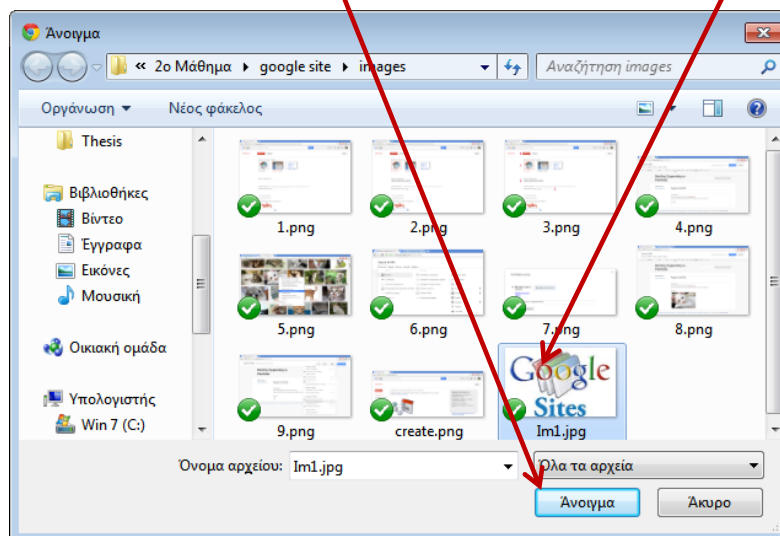 Άνοιγμα
« 2ο Μάθημα ▸ google site ▸ images
Αναζήτηση images
Οργάνωση
Νέος φάκελος
Thesis
Βιβλιοθήκες
Βίντεο
Έγγραφα
Εικόνες
Μουσική
Οικιακή ομάδα
Υπολογιστής
Win 7 (C:)
1.png
2.png
3.png
4.png
5.png
6.png
7.png
8.png
Google
Sites
9.png
create.png
Im1.jpg
Όνομα αρχείου: Im1.jpg
Όλα τα αρχεία
Άνοιγμα
Άκυρο